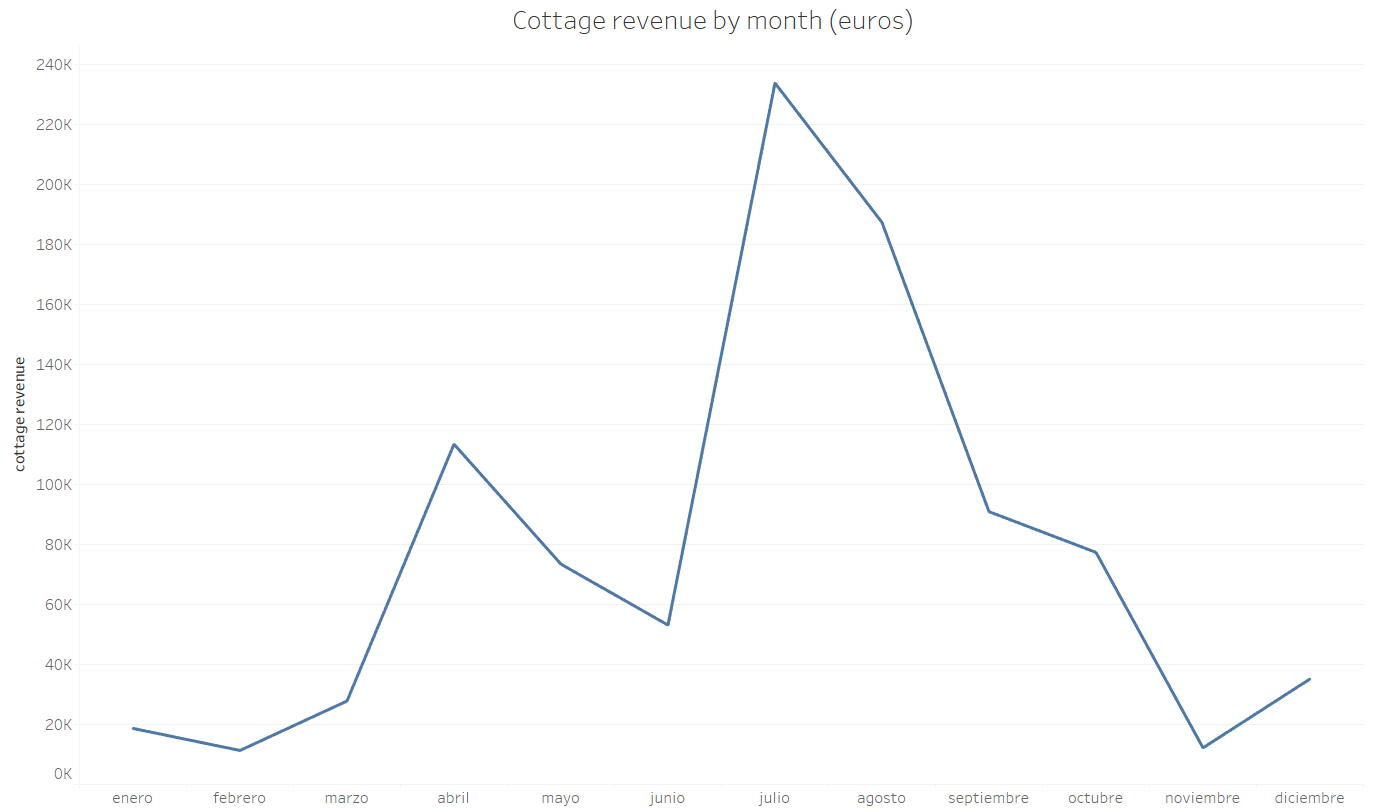 Cottage revenue by month (euros)
240K
220K
200K
180K
160K
140K
120K
100K
80K
60K
40K
20K
0K
cottage revenue
enero febrero marzo abril mayo junio julio agosto septiembre octubre noviembre diciembre